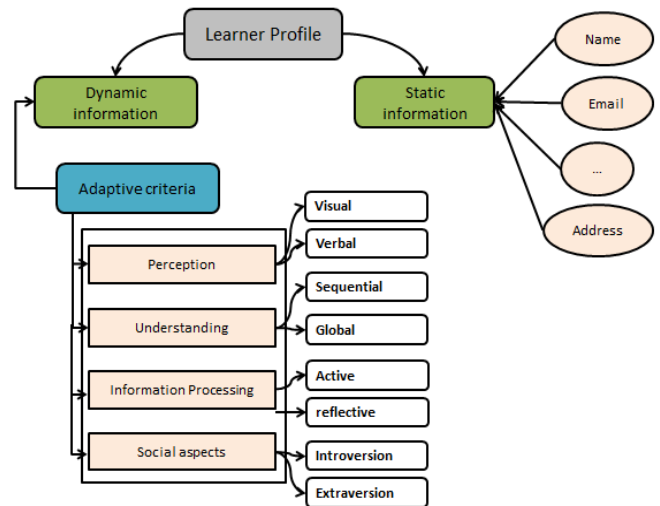 Learner Profile
Dynamic
information
Static
information
Name
Email
...
Address
Adaptive criteria
Perception
Visual
Verbal
Understanding
Sequential
Global
Information Processing
Active
reflective
Social aspects
Introversion
Extraversion